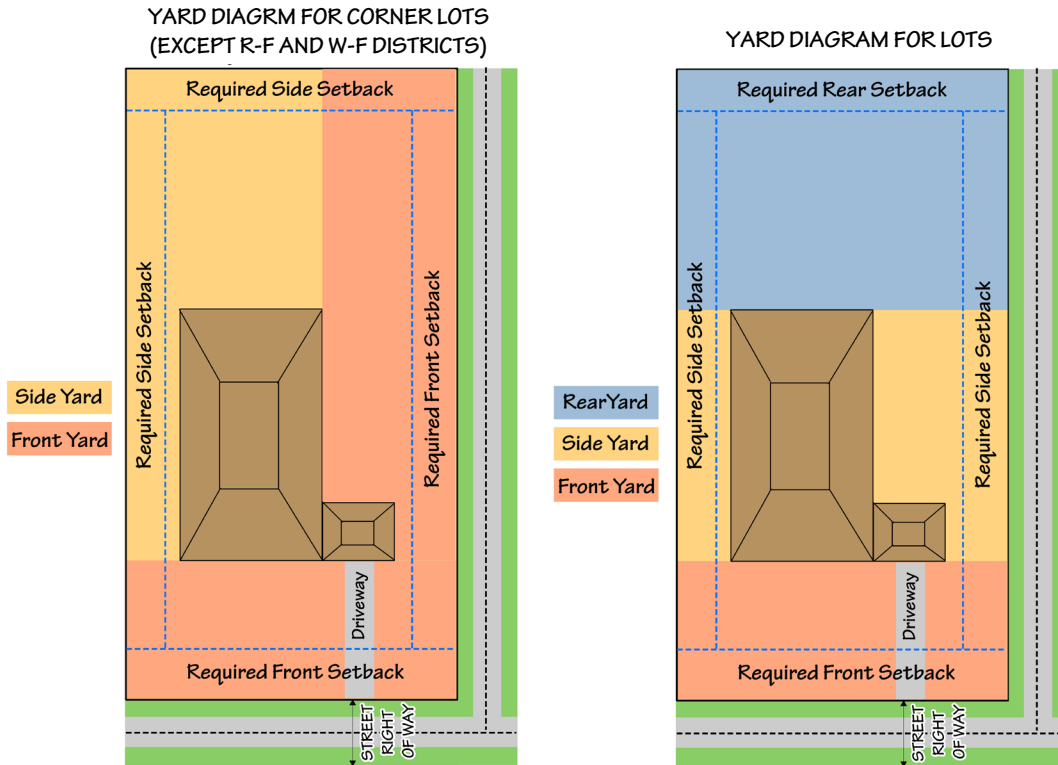 YARD DIAGRM FOR CORNER LOTS
(EXCEPT R-F AND W-F DISTRICTS)
Required Side Setback
Required Side Setback
Required Front Setback
Side Yard
Front Yard
Driveway
Required Front Setback
STREET
RIGHT
OF WAY
YARD DIAGRAM FOR LOTS
Required Rear Setback
Required Side Setback
Required Side Setback
RearYard
Side Yard
Front Yard
Driveway
Required Front Setback
STREET
RIGHT
OF WAY